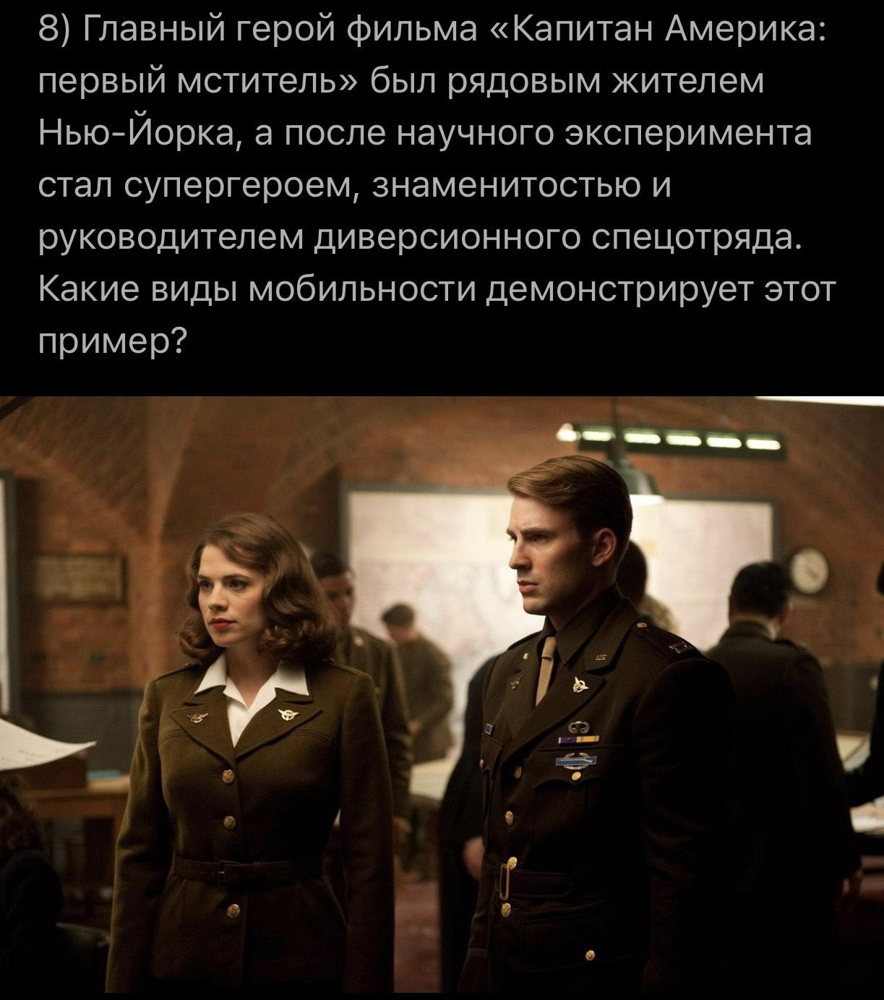 8) Главный герой фильма «Капитан Америка:
первый мститель» был рядовым жителем
Нью-Йорка, а после научного эксперимента
стал супергероем, знаменитостью и
руководителем диверсионного спецотряда.
Какие виды мобильности демонстрирует этот
пример?